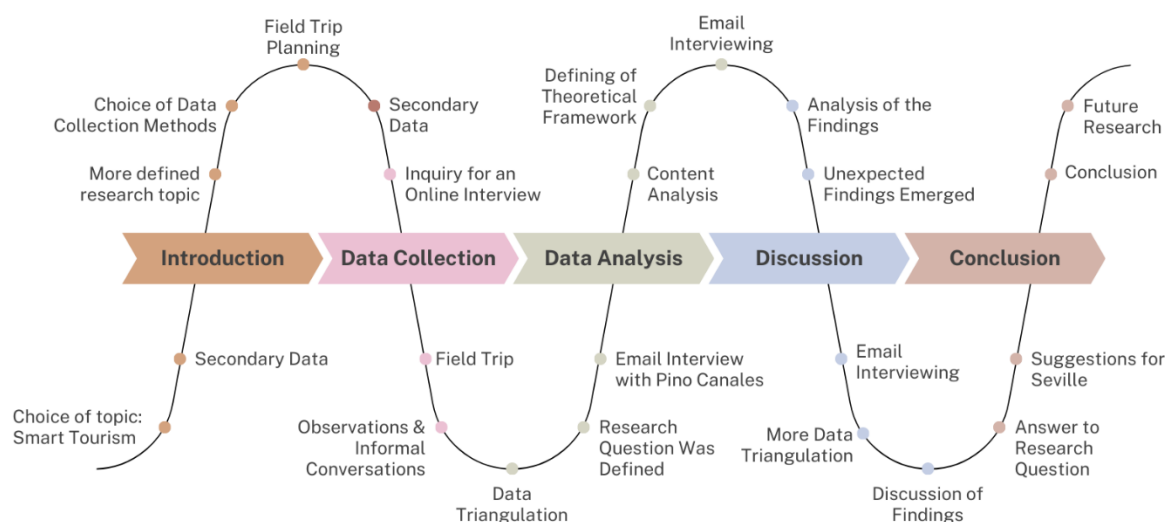 Field Trip
Planning
Email
Interviewing
Choice of Data
Collection Methods
Secondary
Data
Defining of
Theoretical
Framework
Analysis of the
Findings
Future
Research
More defined
research topic
Inquiry for an
Online Interview
Content
Analysis
Unexpected
Findings Emerged
Conclusion
Introduction
Data Collection
Data Analysis
Discussion
Conclusion
Secondary Data
Field Trip
Email Interview
with Pino Canales
Email
Interviewing
Suggestions for
Seville
Choice of topic:
Smart Tourism
Observations &
Informal
Conversations
Research
Question Was
Defined
More Data
Triangulation
Answer to
Research
Question
Data
Triangulation
Discussion of
Findings